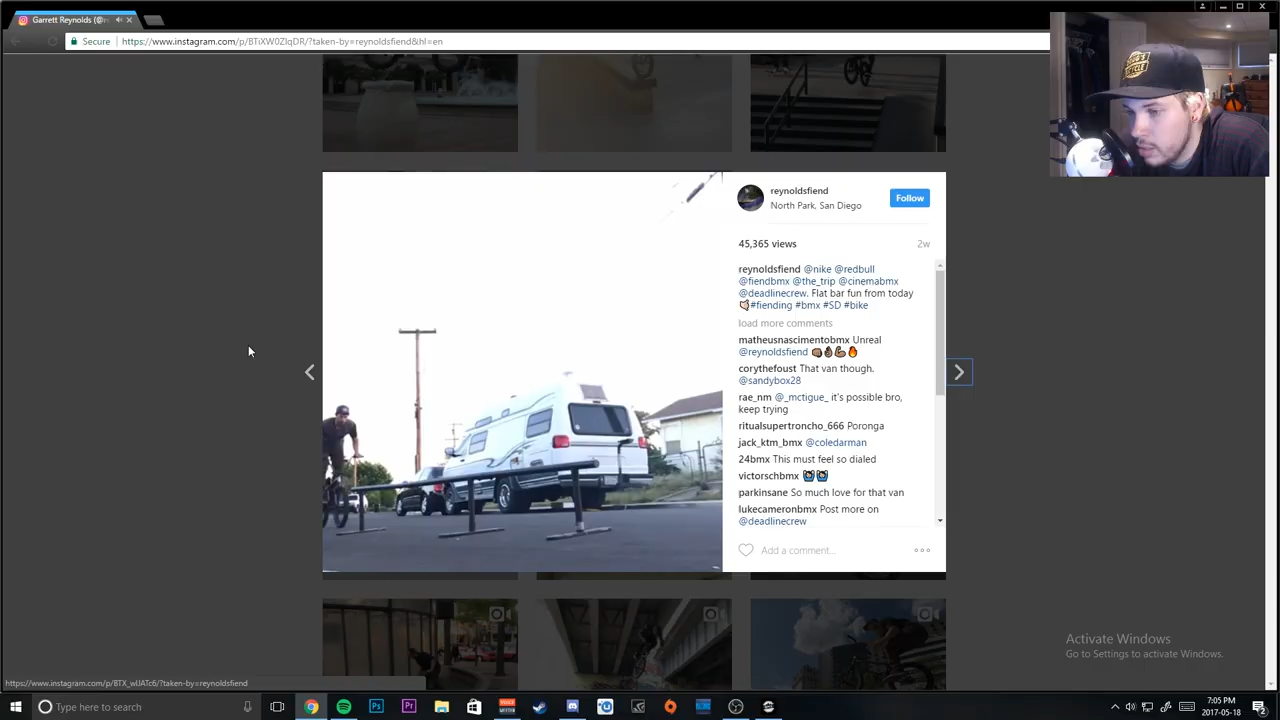 Garrett Reynolds (@r
Secure
https://www.instagram.com/p/BTiXW0ZlqDR/?taken-by=reynoldsfiend&hl=en
reynoldsfiend
North Park, San Diego
Follow
45,365 views
2w
reynoldsfiend @nike @redbull
@fiendbmx @the_trip @cinemabmx
@deadlinecrew. Flat bar fun from today
#fiending #bmx #SD #bike
load more comments
matheusnascimentobmx Unreal
@reynoldsfiend 👊🏾👌🏿💪🏼🔥
corythefoust That van though.
@sandybox28
rae_nm @_mctigue_ it's possible bro,
keep trying
ritualsupertroncho_666 Poronga
jack_ktm_bmx @coledarman
24bmx This must feel so dialed
victorschbmx 🙌🙌
parkinsane So much love for that van
lukecameronbmx Post more on
@deadlinecrew
Add a comment...
Activate Windows
Go to Settings to activate Windows.
https://www.instagram.com/p/BTX_wlJATc6/?taken-by=reynoldsfiend
Type here to search
7:05 PM
2017-05-18